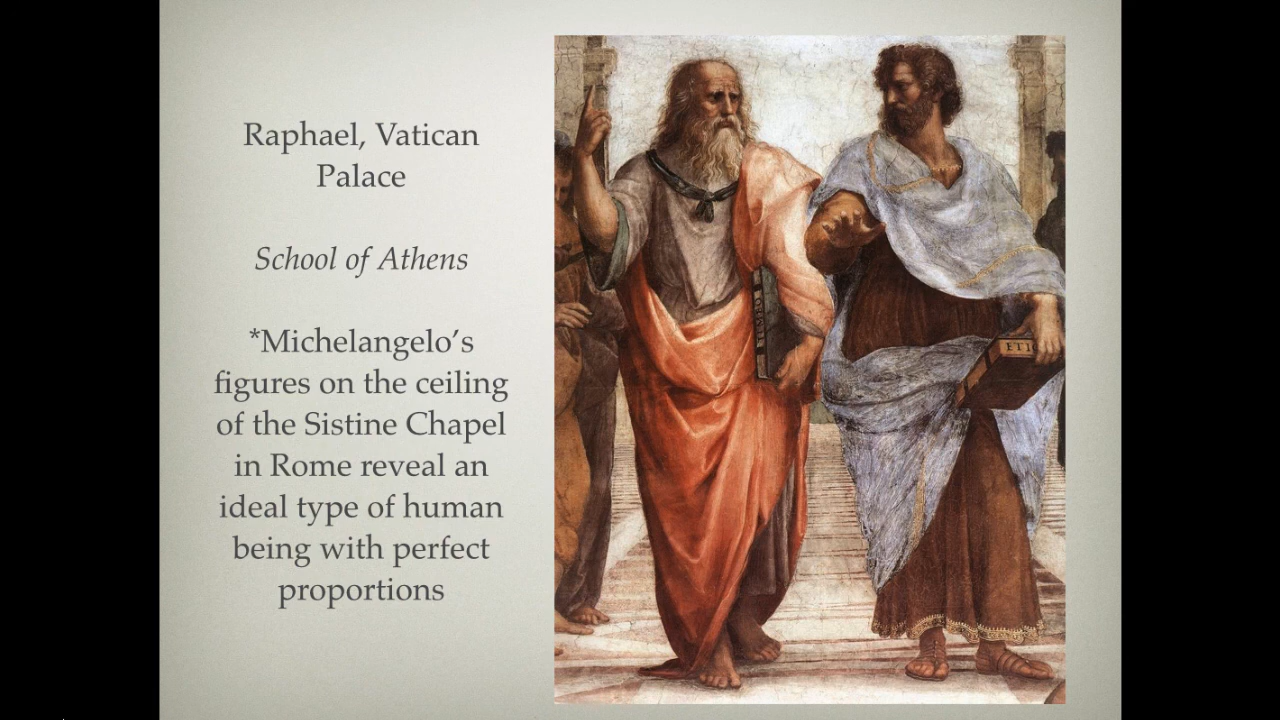 Raphael, Vatican
Palace
School of Athens
*Michelangelo’s
figures on the ceiling
of the Sistine Chapel
in Rome reveal an
ideal type of human
being with perfect
proportions
ETI